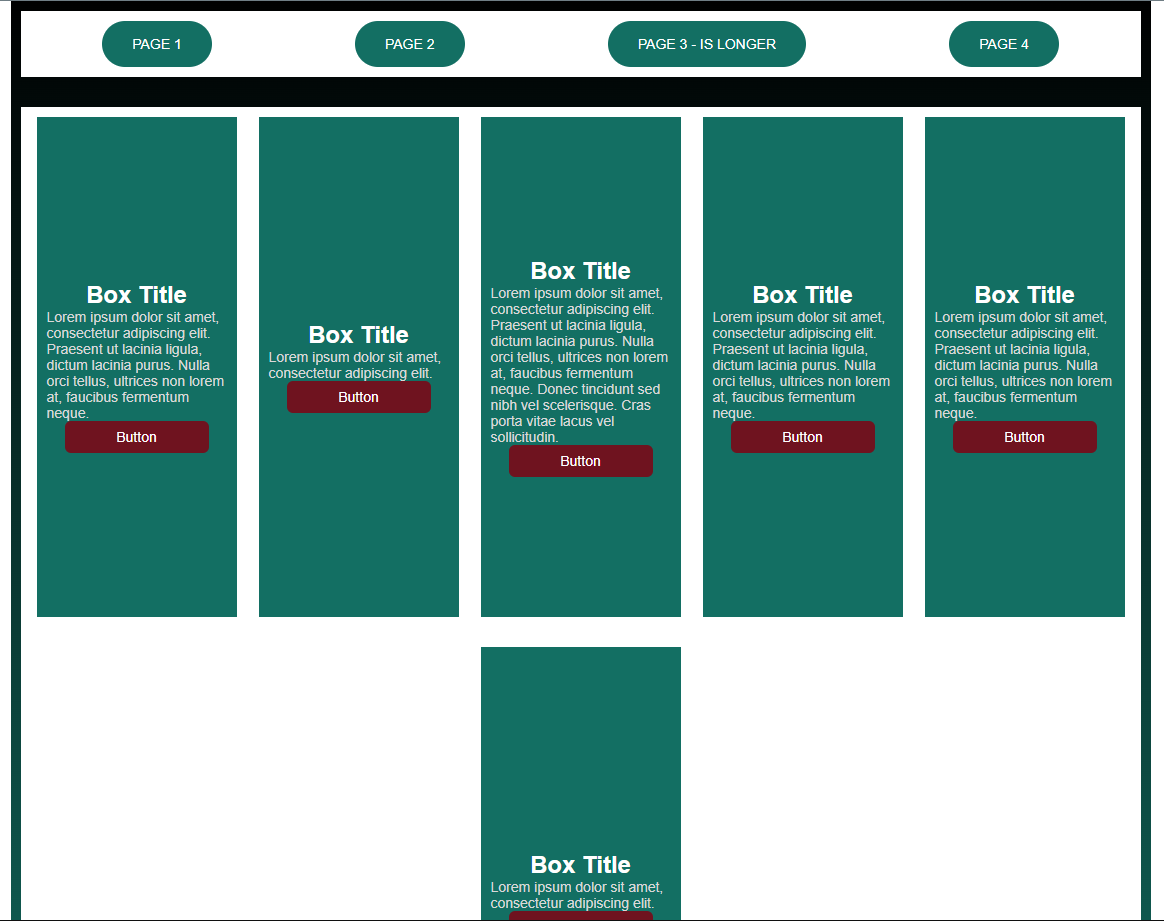 PAGE 1
PAGE 2
PAGE 3 - IS LONGER
PAGE 4
Box Title
Lorem ipsum dolor sit amet,
consectetur adipiscing elit.
Praesent ut lacinia ligula,
dictum lacinia purus. Nulla
orci tellus, ultrices non lorem
at, faucibus fermentum
neque.
Button
Box Title
Lorem ipsum dolor sit amet,
consectetur adipiscing elit.
Button
Box Title
Lorem ipsum dolor sit amet,
consectetur adipiscing elit.
Praesent ut lacinia ligula,
dictum lacinia purus. Nulla
orci tellus, ultrices non lorem
at, faucibus fermentum
neque. Donec tincidunt sed
nibh vel scelerisque. Cras
porta vitae lacus vel
sollicitudin.
Button
Box Title
Lorem ipsum dolor sit amet,
consectetur adipiscing elit.
Praesent ut lacinia ligula,
dictum lacinia purus. Nulla
orci tellus, ultrices non lorem
at, faucibus fermentum
neque.
Button
Box Title
Lorem ipsum dolor sit amet,
consectetur adipiscing elit.
Praesent ut lacinia ligula,
dictum lacinia purus. Nulla
orci tellus, ultrices non lorem
at, faucibus fermentum
neque.
Button
Box Title
Lorem ipsum dolor sit amet,
consectetur adipiscing elit.